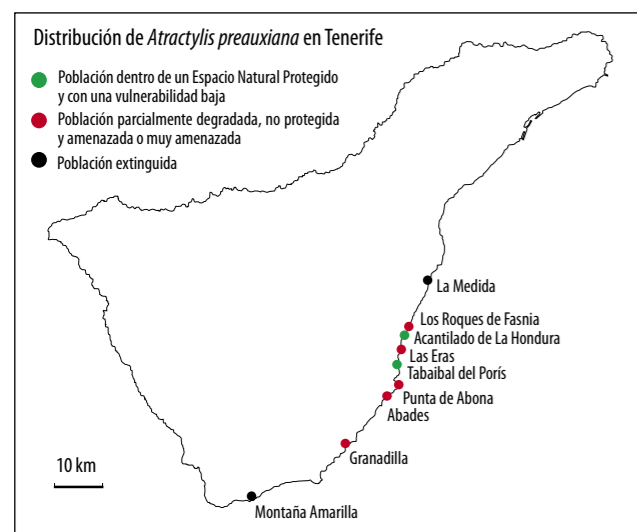 Distribución de Atractylis preauxiana en Tenerife
Población dentro de un Espacio Natural Protegido
y con una vulnerabilidad baja
Población parcialmente degradada, no protegida
y amenazada o muy amenazada
Población extinguida
La Medida
Los Roques de Fasnia
Acantilado de La Hondura
Las Eras
Tabaibal del Porís
Punta de Abona
Abades
Granadilla
10 km
Montaña Amarilla